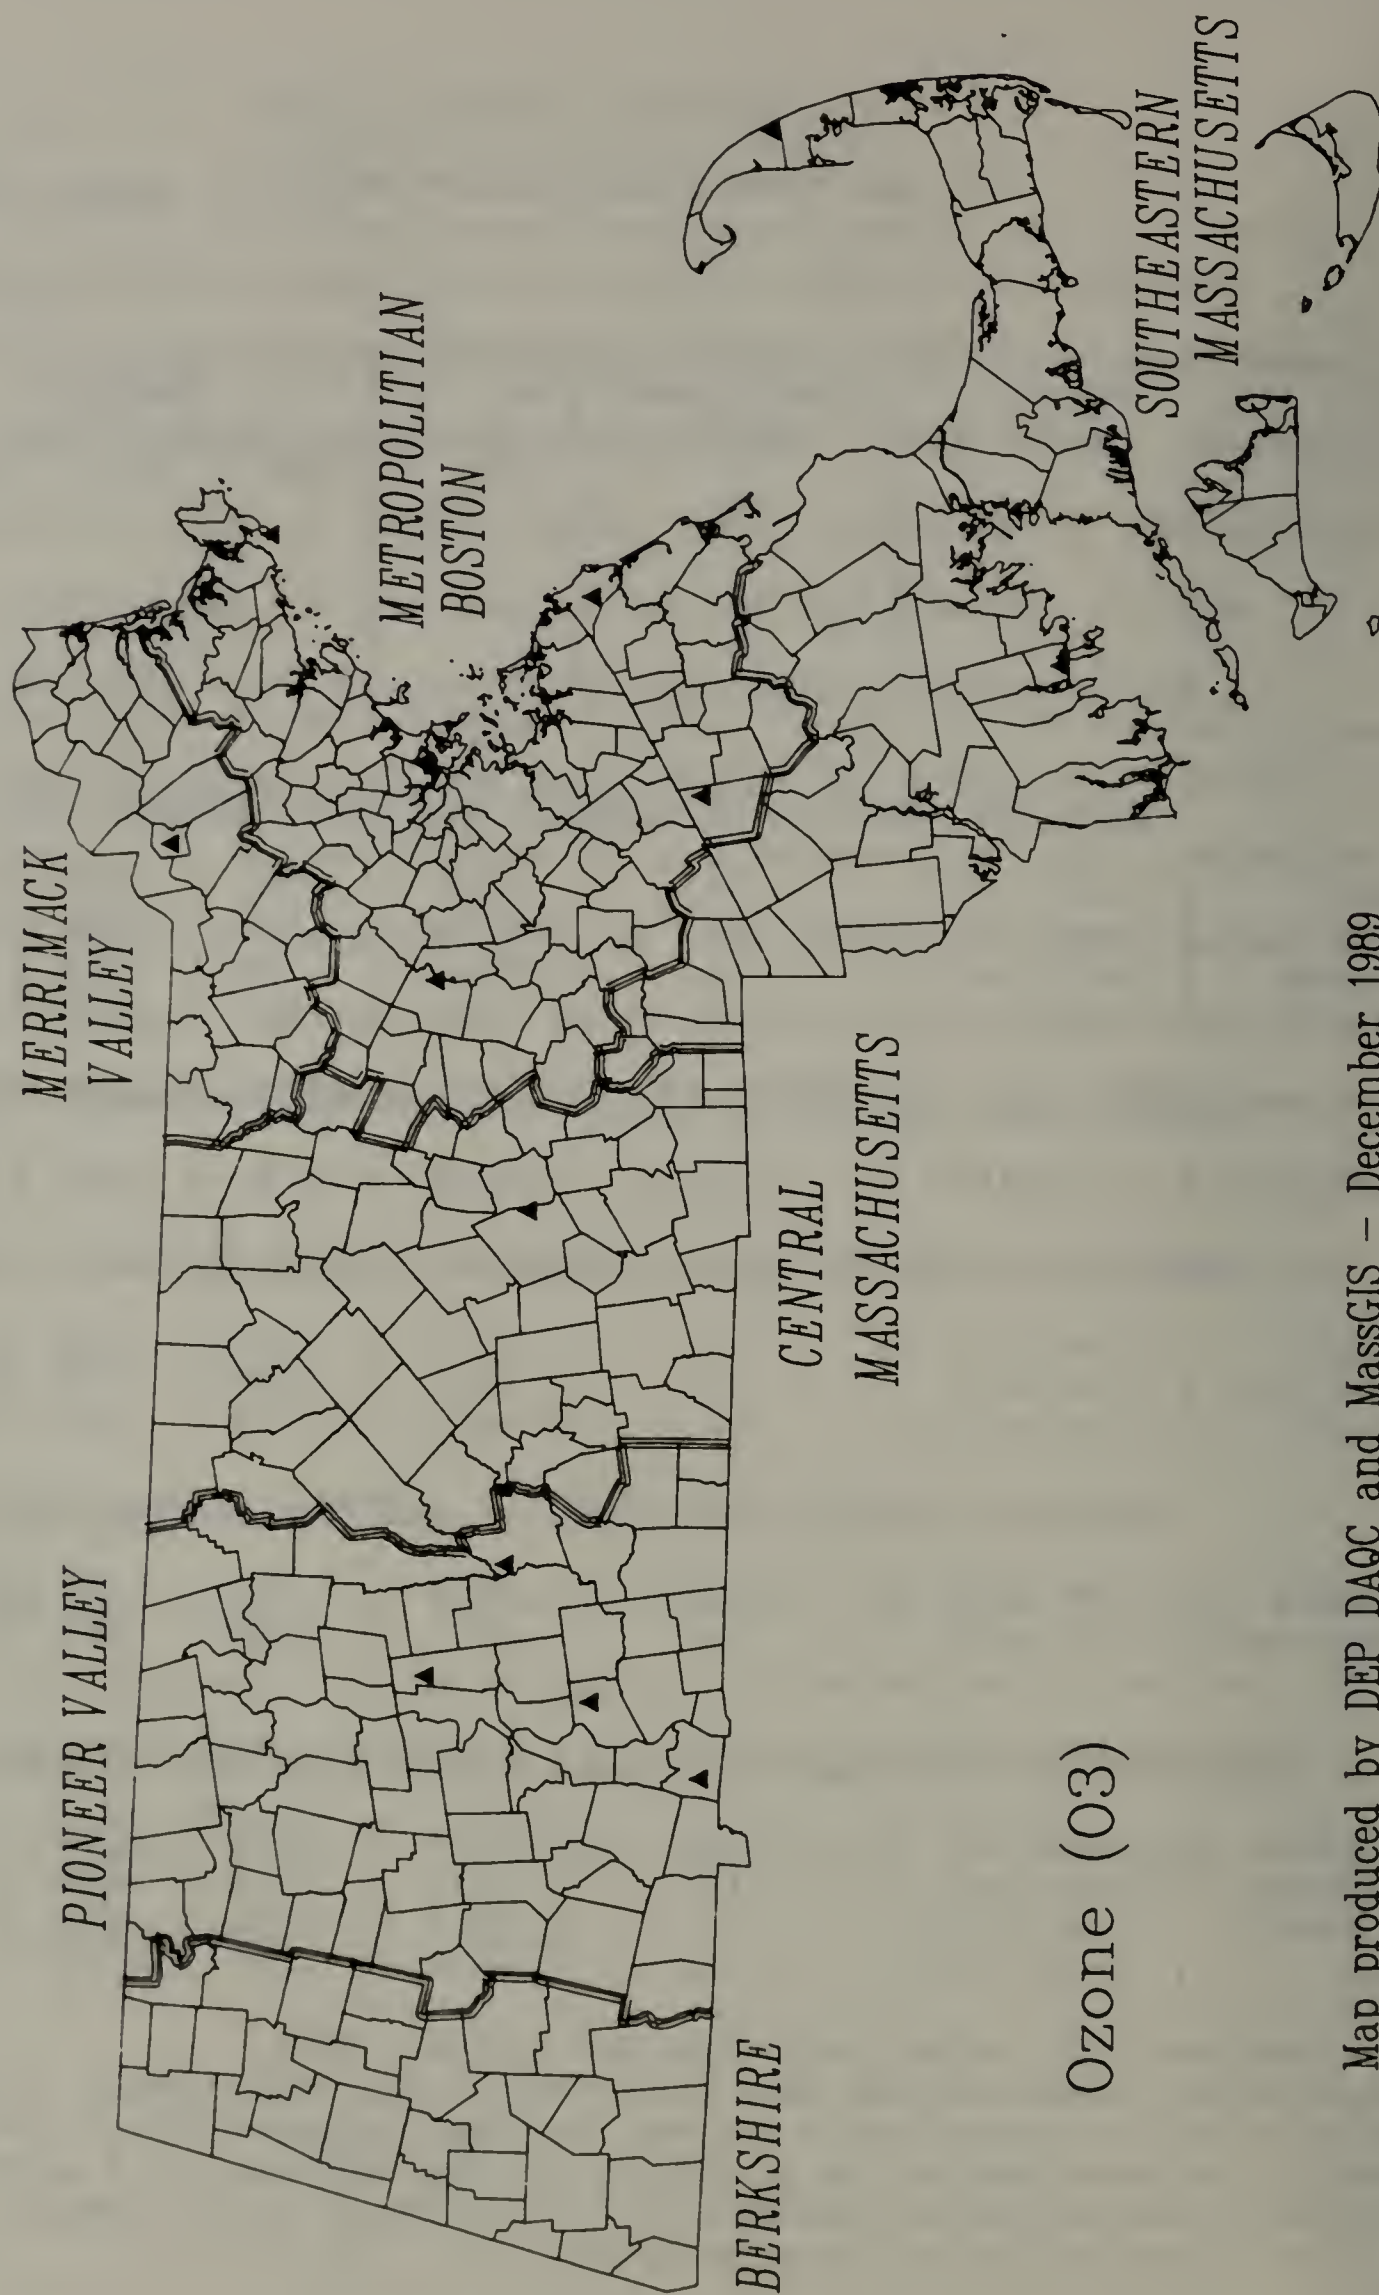 MERRIMACK
VALLEY
PIONEER VALLEY
METROPOLITIAN
BOSTON
BERKSHIRE
CENTRAL
MASSACHUSETTS
SOUTHEASTERN
MASSACHUSETTS
Ozone (O3)
Map produced by DEP DAQC and MassGIS – December 1989